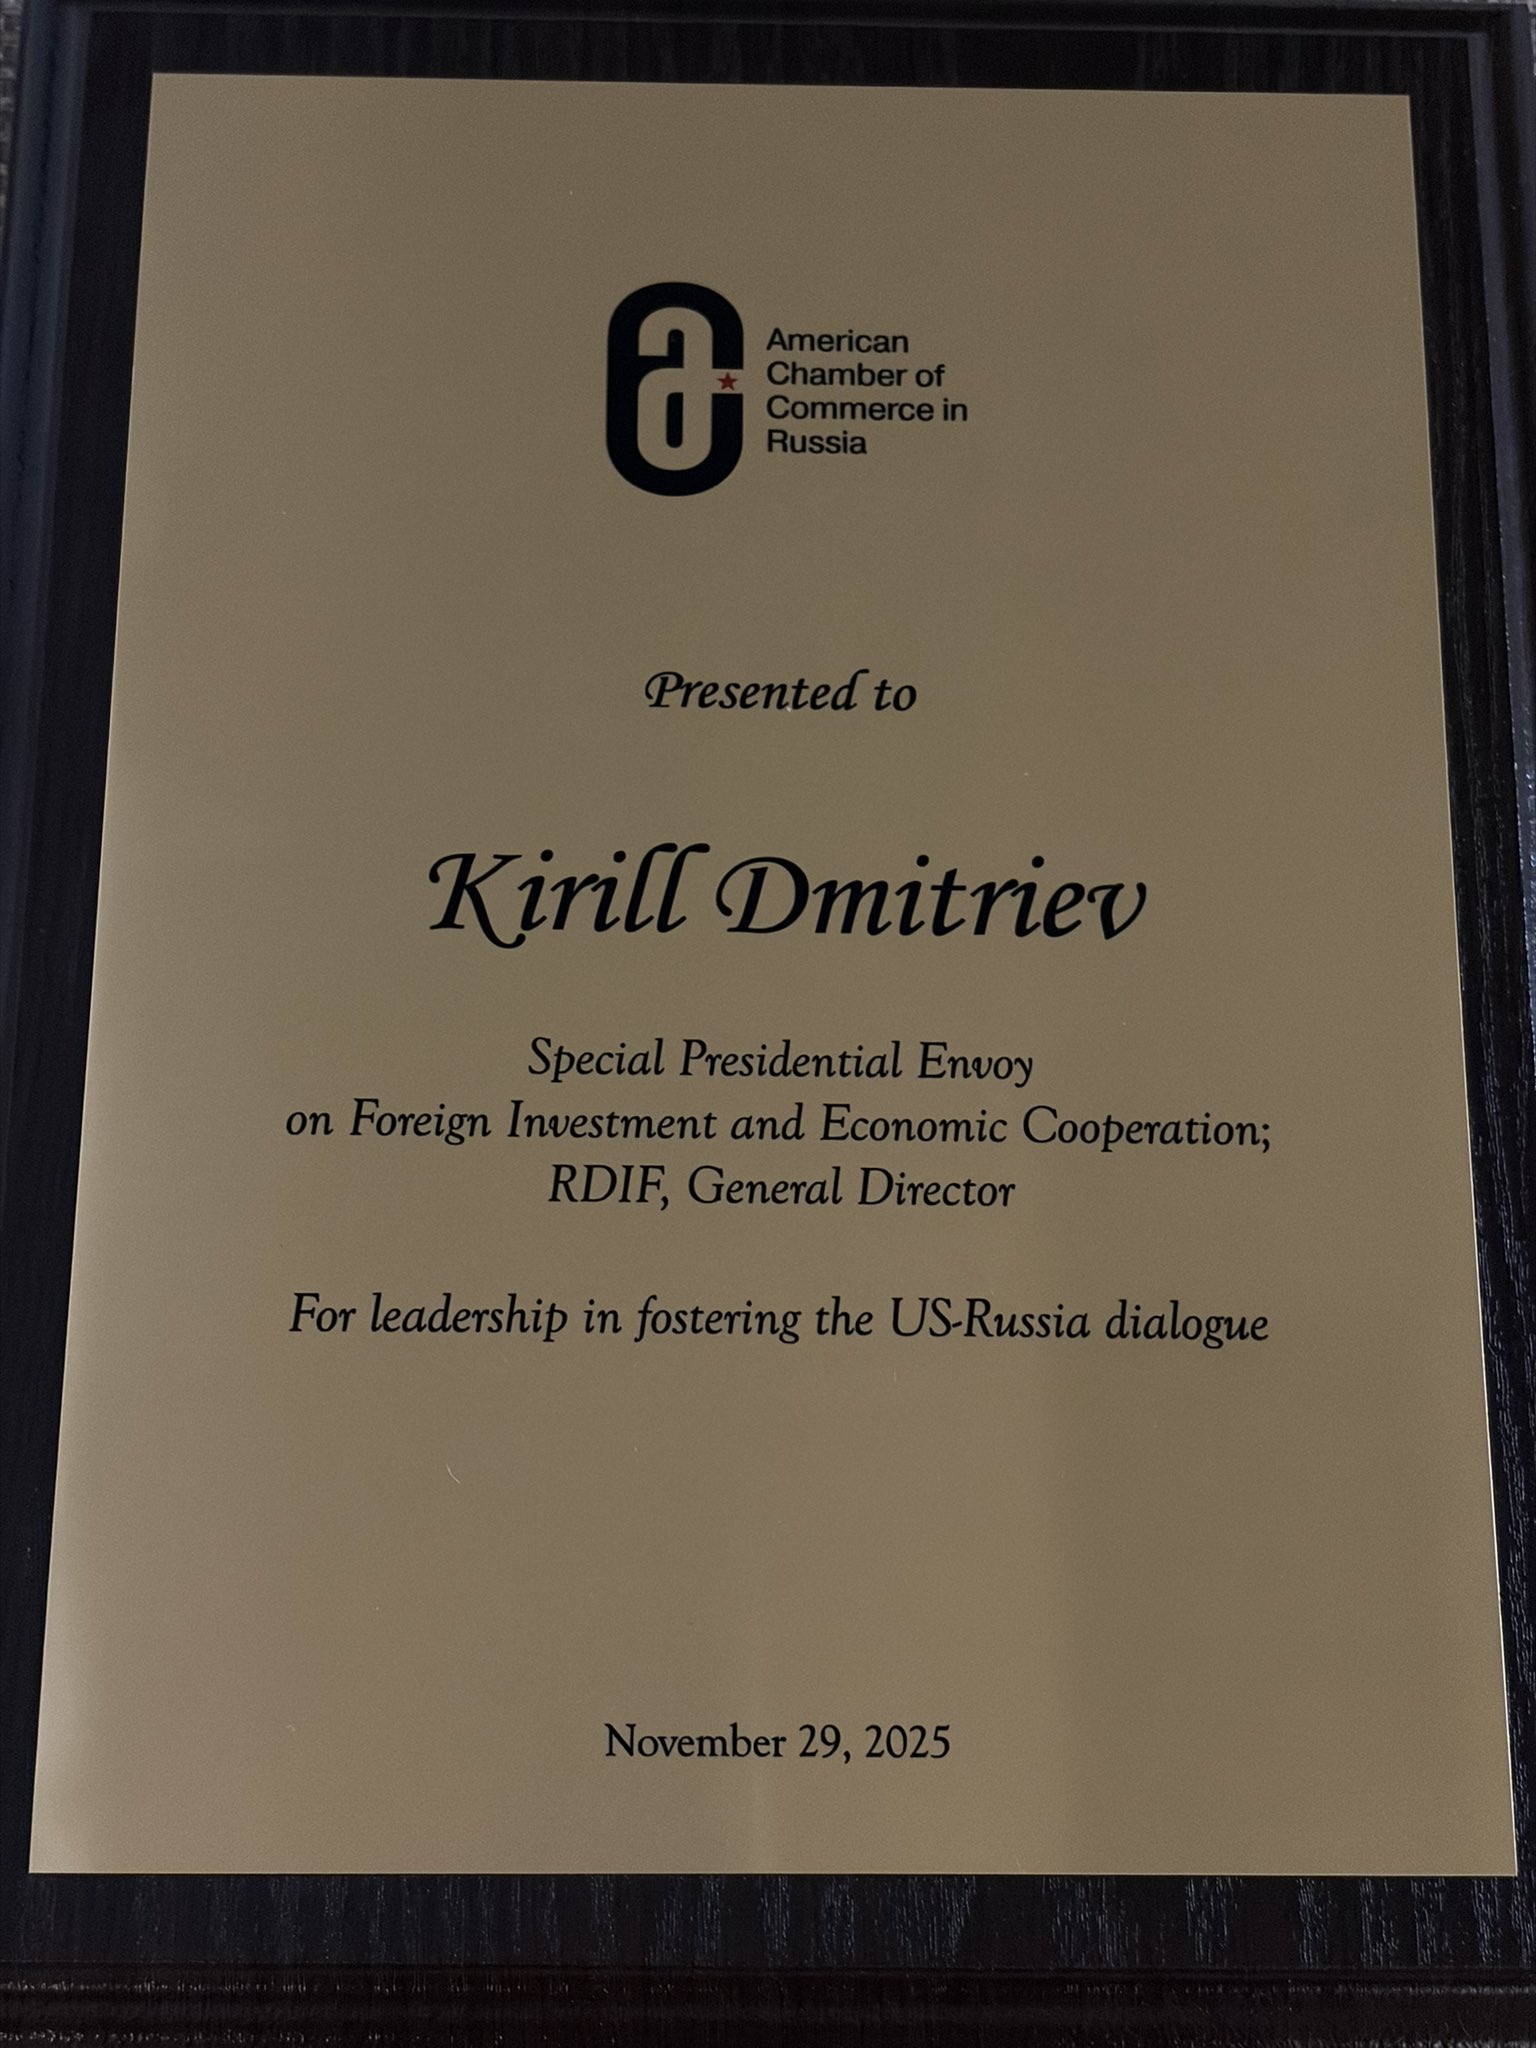 American
Chamber of
Commerce in
Russia
Presented to
Kirill Dmitriev
Special Presidential Envoy
on Foreign Investment and Economic Cooperation;
RDIF, General Director
For leadership in fostering the US-Russia dialogue
November 29, 2025